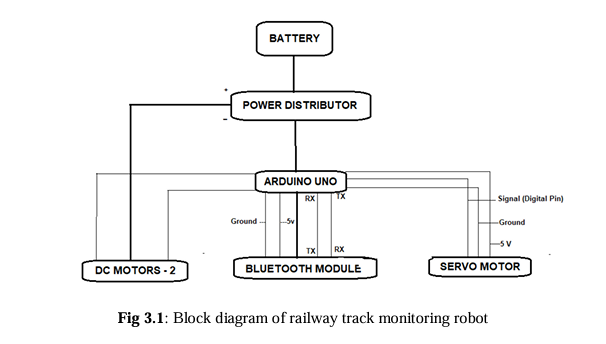 BATTERY
+
POWER DISTRIBUTOR
–
ARDUINO UNO
RX TX
Signal (Digital Pin)
Ground 5v
Ground
5 V
TX RX
DC MOTORS - 2
BLUETOOTH MODULE
SERVO MOTOR
Fig 3.1: Block diagram of railway track monitoring robot